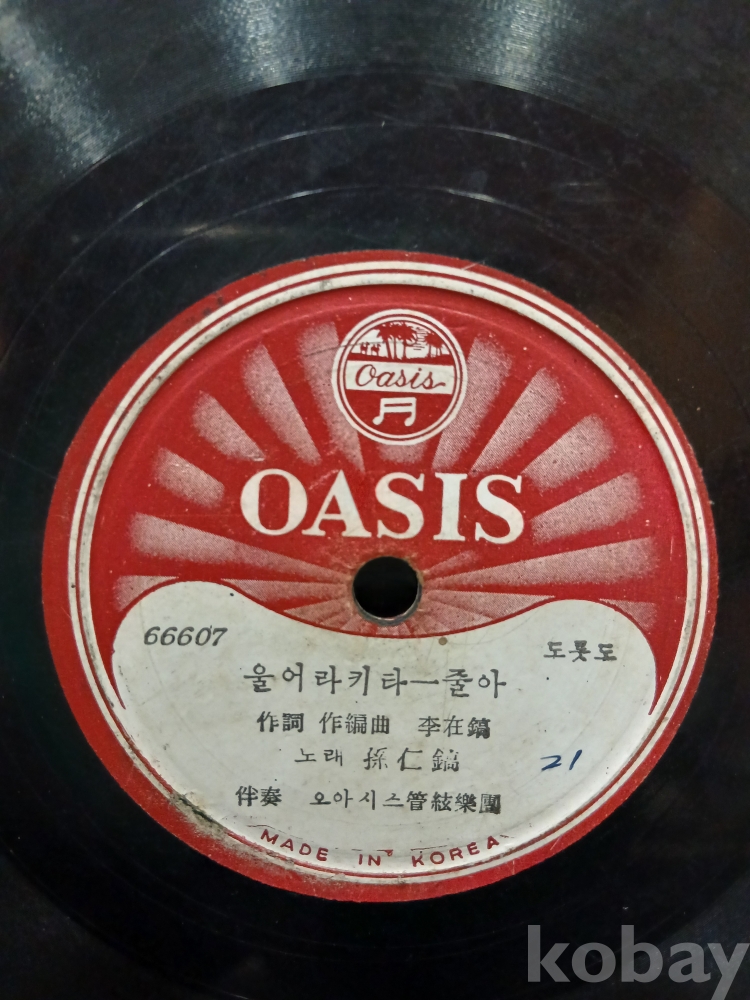 Oasis
OASIS
66607
도롯도
울어라키타—줄아
作詞 作編曲 李在鎬
노래 孫仁鎬
21
伴奏 오아시스管絃樂團
MADE IN KOREA
kobay